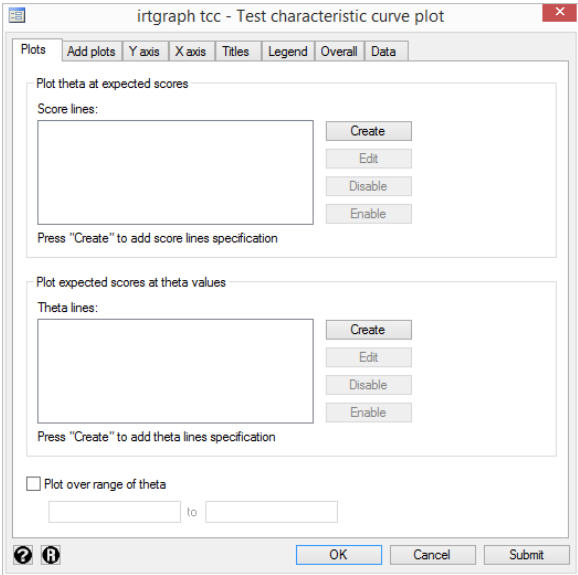 irtgraph tcc - Test characteristic curve plot
Plots Add plots Y axis X axis Titles Legend Overall Data
Plot theta at expected scores
Score lines:
Create
Edit
Disable
Enable
Press "Create" to add score lines specification
Plot expected scores at theta values
Theta lines:
Create
Edit
Disable
Enable
Press "Create" to add theta lines specification
Plot over range of theta
to
? R OK Cancel Submit